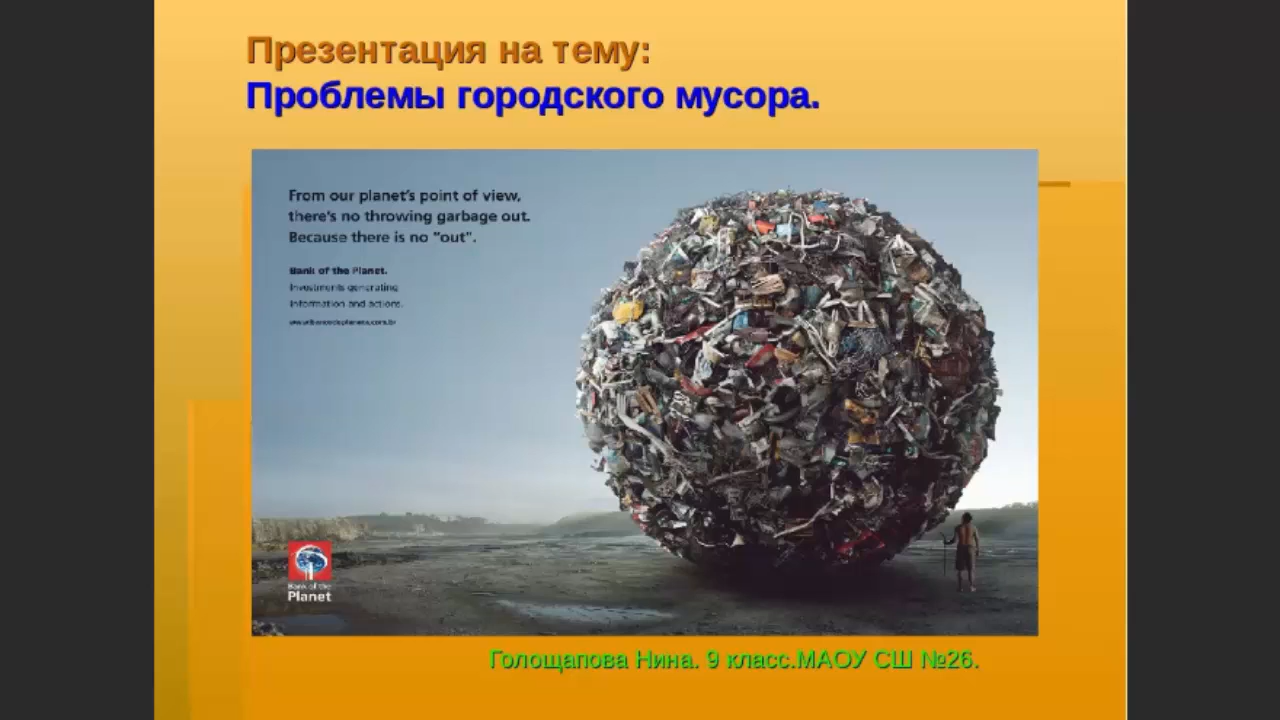 Презентация на тему:
Проблемы городского мусора.
From our planet's point of view,
there's no throwing garbage out.
Because there is no "out".
Bank of the Planet.
Investments generating
information and actions.
Bank of the
Planet
Голощапова Нина. 9 класс.МАОУ СШ №26.